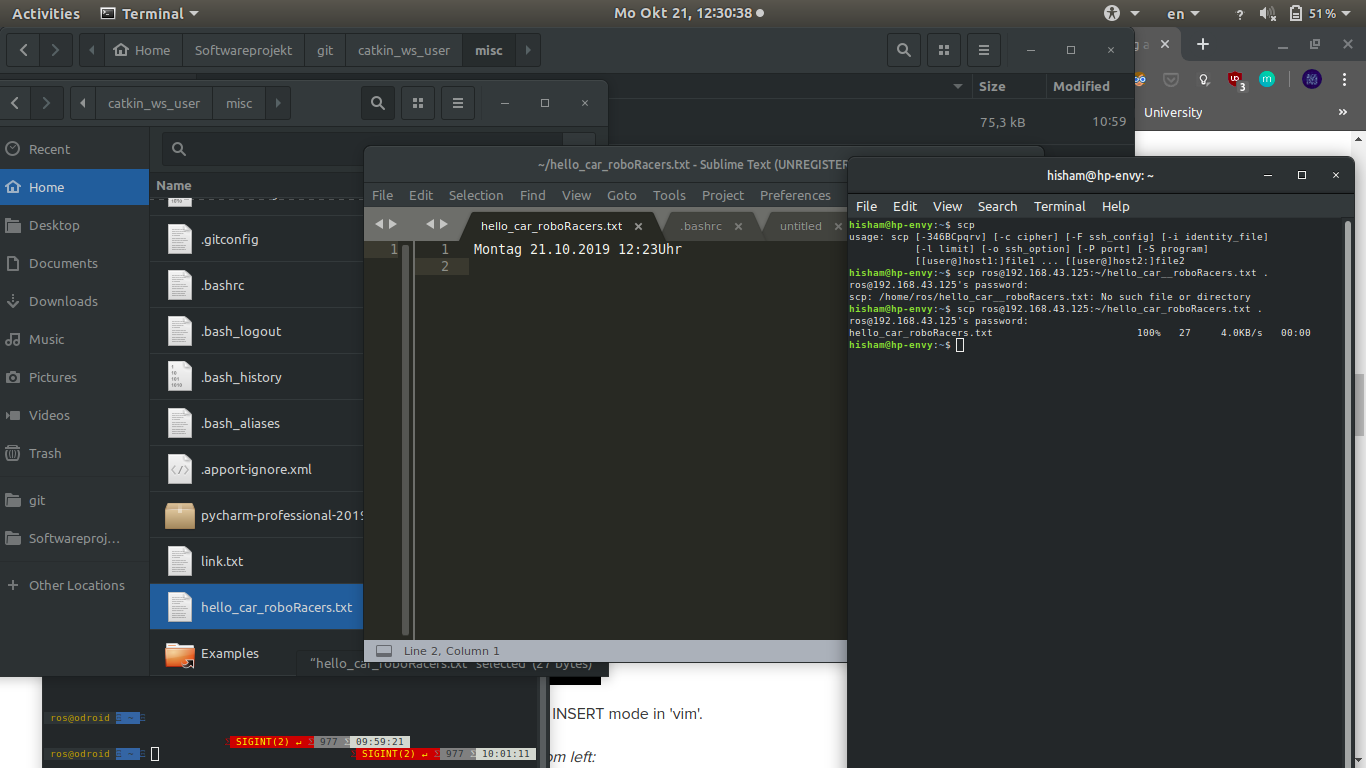 Activities Terminal Mo Okt 21, 12:30:38 en ? 51%
Home Softwareprojekt git catkin_ws_user misc
Size Modified
75,3 kB 10:59
University »
3
catkin_ws_user misc
Recent
Home
Desktop
Documents
Downloads
Music
Pictures
Videos
Trash
git
Softwareproj…
Other Locations
Name
.gitconfig
.bashrc
.bash_logout
.bash_history
.bash_aliases
.apport-ignore.xml
pycharm-professional-2019
link.txt
hello_car_roboRacers.txt
Examples
"hello_car_roboRacers.txt" selected (27 bytes)
~/hello_car_roboRacers.txt - Sublime Text (UNREGISTER
File Edit Selection Find View Goto Tools Project Preferences
hello_car_roboRacers.txt .bashrc untitled
1 1 Montag 21.10.2019 12:23Uhr
2
Line 2, Column 1
hisham@hp-envy: ~
File Edit View Search Terminal Help
hisham@hp-envy:~$ scp
usage: scp [-346BCpqrv] [-c cipher] [-F ssh_config] [-i identity_file]
[-l limit] [-o ssh_option] [-P port] [-S program]
[[user@]host1:]file1 ... [[user@]host2:]file2
hisham@hp-envy:~$ scp ros@192.168.43.125:~/hello_car__roboRacers.txt .
ros@192.168.43.125's password:
scp: /home/ros/hello_car__roboRacers.txt: No such file or directory
hisham@hp-envy:~$ scp ros@192.168.43.125:~/hello_car_roboRacers.txt .
ros@192.168.43.125's password:
hello_car_roboRacers.txt 100% 27 4.0KB/s 00:00
hisham@hp-envy:~$
ros@odroid ~
SIGINT(2) ↵ 977 09:59:21
ros@odroid ~ SIGINT(2) ↵ 977 10:01:11
INSERT mode in 'vim'.
om left: